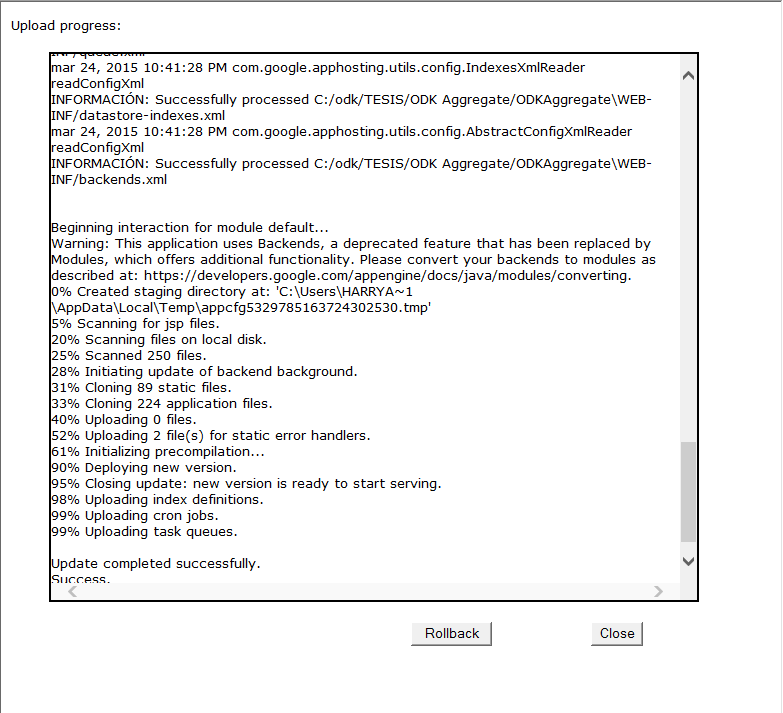 Upload progress:
INF/queue.xml
mar 24, 2015 10:41:28 PM com.google.apphosting.utils.config.IndexesXmlReader
readConfigXml
INFORMACIÓN: Successfully processed C:/odk/TESIS/ODK Aggregate/ODKAggregate\WEB-
INF/datastore-indexes.xml
mar 24, 2015 10:41:28 PM com.google.apphosting.utils.config.AbstractConfigXmlReader
readConfigXml
INFORMACIÓN: Successfully processed C:/odk/TESIS/ODK Aggregate/ODKAggregate\WEB-
INF/backends.xml
Beginning interaction for module default...
Warning: This application uses Backends, a deprecated feature that has been replaced by
Modules, which offers additional functionality. Please convert your backends to modules as
described at: https://developers.google.com/appengine/docs/java/modules/converting.
0% Created staging directory at: 'C:\Users\HARRYA~1
\AppData\Local\Temp\appcfg5329785163724302530.tmp'
5% Scanning for jsp files.
20% Scanning files on local disk.
25% Scanned 250 files.
28% Initiating update of backend background.
31% Cloning 89 static files.
33% Cloning 224 application files.
40% Uploading 0 files.
52% Uploading 2 file(s) for static error handlers.
61% Initializing precompilation...
90% Deploying new version.
95% Closing update: new version is ready to start serving.
98% Uploading index definitions.
99% Uploading cron jobs.
99% Uploading task queues.
Update completed successfully.
Success.
Rollback
Close